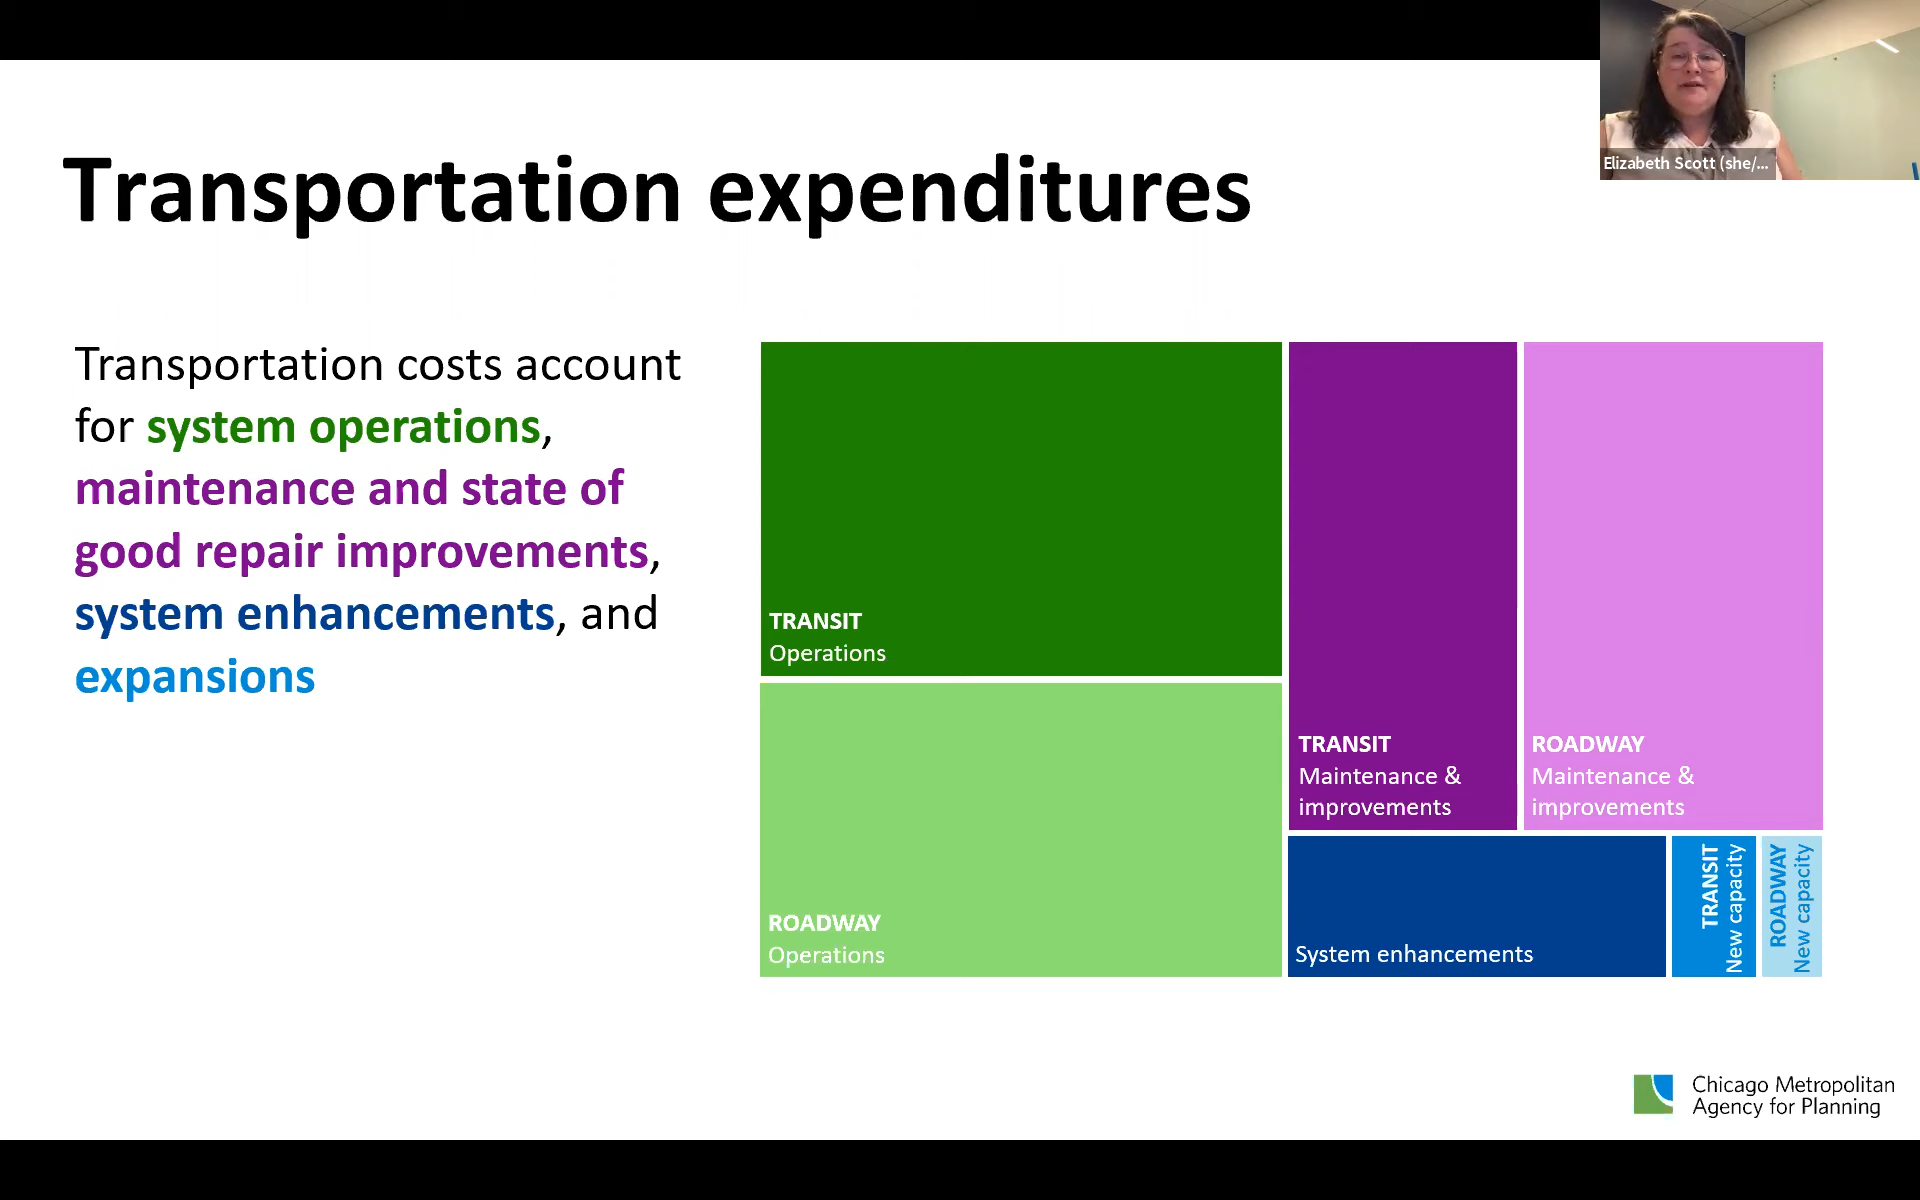 Elizabeth Scott (she/...
Transportation expenditures
Transportation costs account
for system operations,
maintenance and state of
good repair improvements,
system enhancements, and
expansions
TRANSIT
Operations
ROADWAY
Operations
TRANSIT
Maintenance &
improvements
ROADWAY
Maintenance &
improvements
System enhancements
TRANSIT
New capacity
ROADWAY
New capacity
Chicago Metropolitan
Agency for Planning